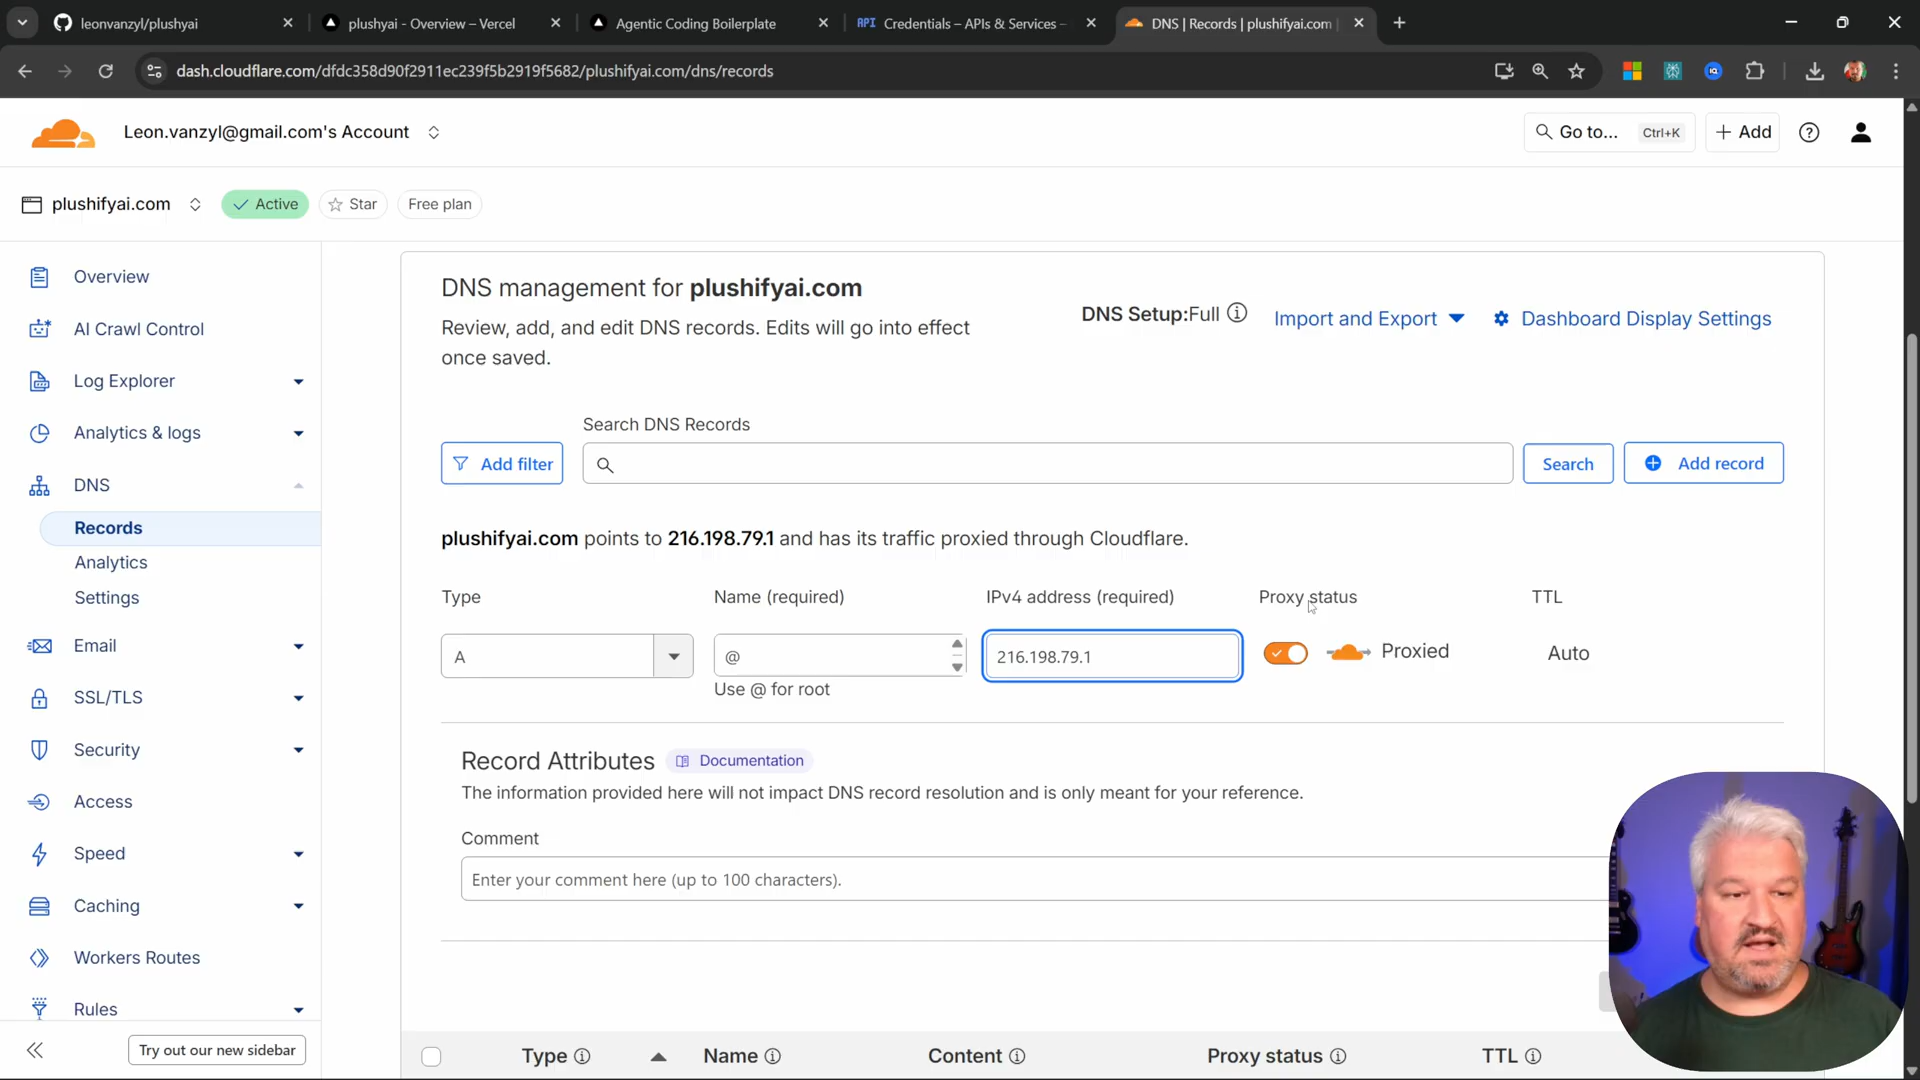 leonvanzyl/plushyai
plushyai - Overview – Vercel
Agentic Coding Boilerplate
API Credentials – APIs & Services –
DNS | Records | plushifyai.com |
dash.cloudflare.com/dfdc358d90f2911ec239f5b2919f5682/plushifyai.com/dns/records
Leon.vanzyl@gmail.com's Account
Go to... Ctrl+K
Add
plushifyai.com
Active
Star
Free plan
Overview
AI Crawl Control
Log Explorer
Analytics & logs
DNS
Records
Analytics
Settings
Email
SSL/TLS
Security
Access
Speed
Caching
Workers Routes
Rules
Try out our new sidebar
DNS management for plushifyai.com
Review, add, and edit DNS records. Edits will go into effect
once saved.
DNS Setup:Full
Import and Export
Dashboard Display Settings
Search DNS Records
Add filter
Search
Add record
plushifyai.com points to 216.198.79.1 and has its traffic proxied through Cloudflare.
Type Name (required) IPv4 address (required) Proxy status TTL
A @ 216.198.79.1 Proxied Auto
Use @ for root
Record Attributes Documentation
The information provided here will not impact DNS record resolution and is only meant for your reference.
Comment
Enter your comment here (up to 100 characters).
Type Name Content Proxy status TTL